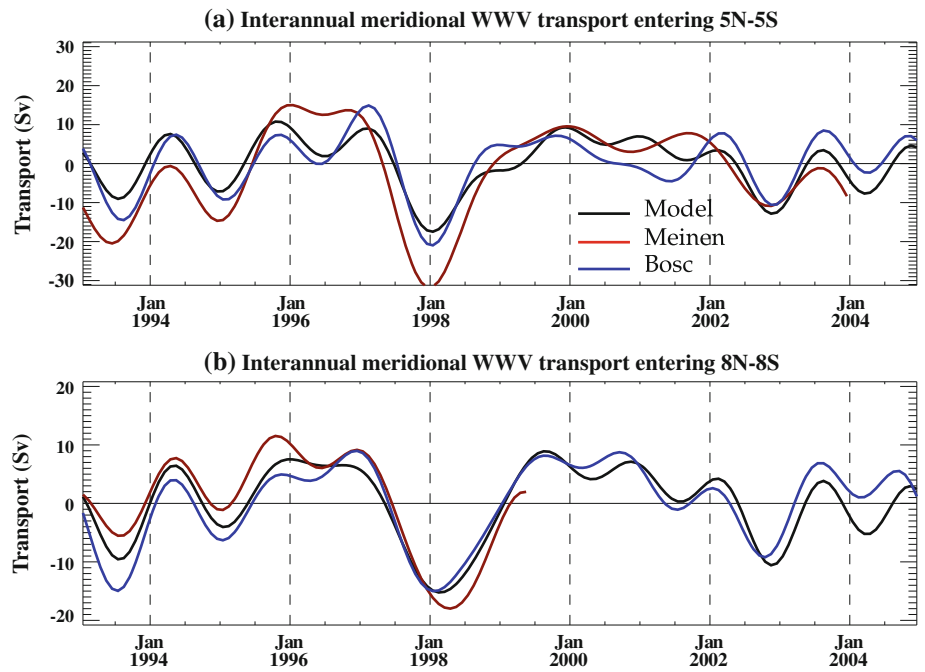 (a) Interannual meridional WWV transport entering 5N-5S
Transport (Sv)
30
20
10
0
-10
-20
-30
Model
Meinen
Bosc
Jan 1994
Jan 1996
Jan 1998
Jan 2000
Jan 2002
Jan 2004
(b) Interannual meridional WWV transport entering 8N-8S
Transport (Sv)
20
10
0
-10
-20
Jan 1994
Jan 1996
Jan 1998
Jan 2000
Jan 2002
Jan 2004